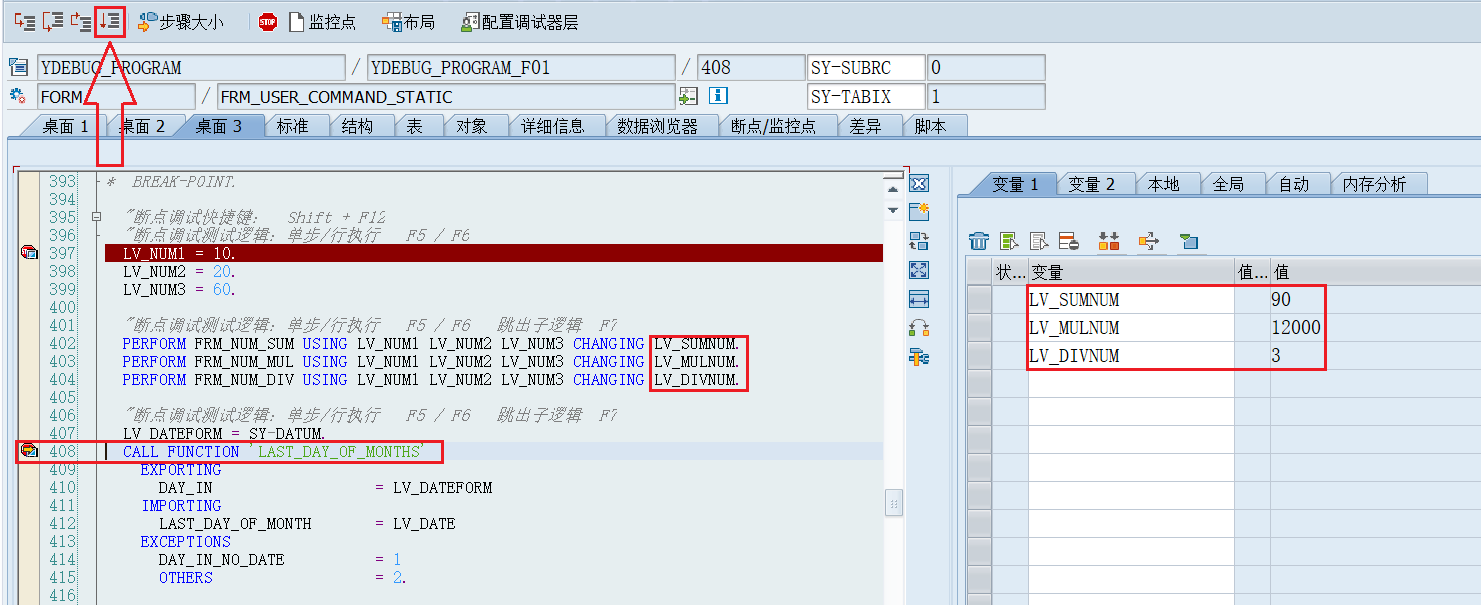 步骤大小 STOP 监控点 布局 配置调试器层
YDEBUG_PROGRAM / YDEBUG_PROGRAM_F01 / 408 SY-SUBRC 0
FORM / FRM_USER_COMMAND_STATIC SY-TABIX 1
桌面 1 桌面 2 桌面 3 标准 结构 表 对象 详细信息 数据浏览器 断点/监控点 差异 脚本
393 * BREAK-POINT.
394
395 "断点调试快捷键： Shift + F12
396 "断点调试测试逻辑：单步/行执行 F5 / F6
397 LV_NUM1 = 10.
398 LV_NUM2 = 20.
399 LV_NUM3 = 60.
400
401 "断点调试测试逻辑：单步/行执行 F5 / F6 跳出子逻辑 F7
402 PERFORM FRM_NUM_SUM USING LV_NUM1 LV_NUM2 LV_NUM3 CHANGING LV_SUMNUM.
403 PERFORM FRM_NUM_MUL USING LV_NUM1 LV_NUM2 LV_NUM3 CHANGING LV_MULNUM.
404 PERFORM FRM_NUM_DIV USING LV_NUM1 LV_NUM2 LV_NUM3 CHANGING LV_DIVNUM.
405
406 "断点调试测试逻辑：单步/行执行 F5 / F6 跳出子逻辑 F7
407 LV_DATEFORM = SY-DATUM.
408 CALL FUNCTION 'LAST_DAY_OF_MONTHS'
409 EXPORTING
410 DAY_IN = LV_DATEFORM
411 IMPORTING
412 LAST_DAY_OF_MONTH = LV_DATE
413 EXCEPTIONS
414 DAY_IN_NO_DATE = 1
415 OTHERS = 2.
416
变量 1 变量 2 本地 全局 自动 内存分析
状... 变量 值... 值
LV_SUMNUM 90
LV_MULNUM 12000
LV_DIVNUM 3